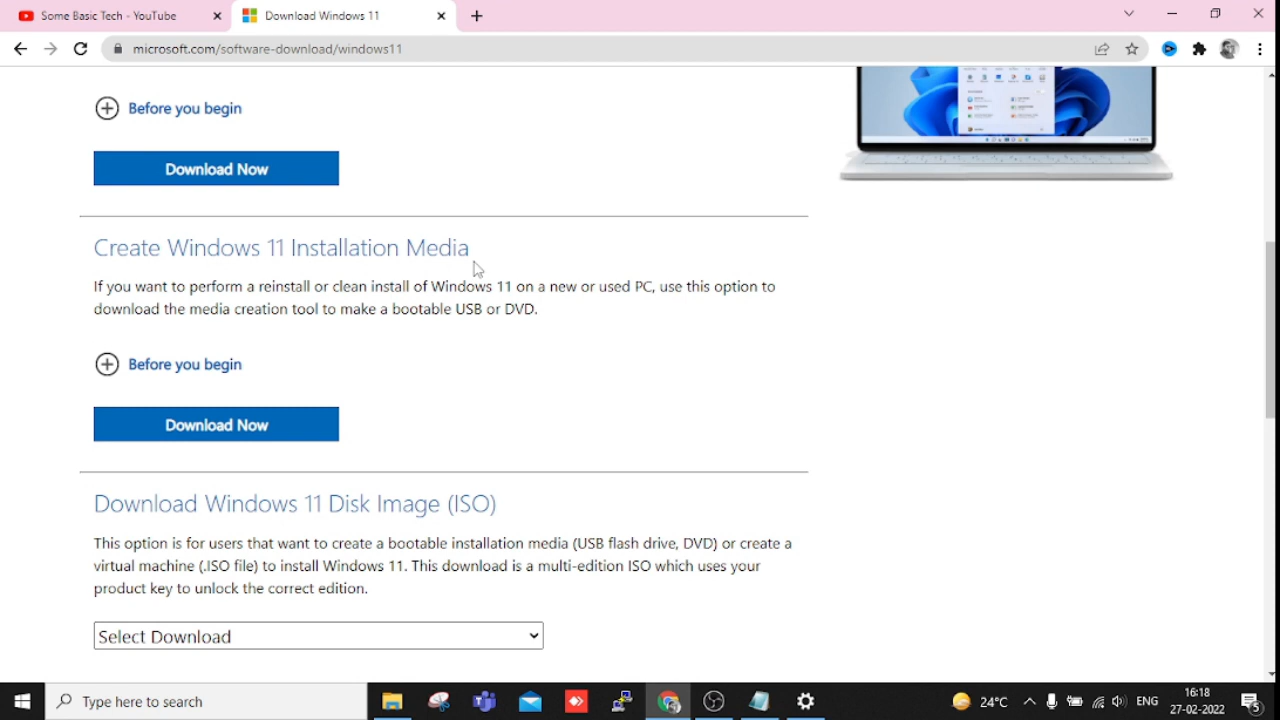 Some Basic Tech - YouTube
Download Windows 11
microsoft.com/software-download/windows11
Before you begin
Download Now
Create Windows 11 Installation Media
If you want to perform a reinstall or clean install of Windows 11 on a new or used PC, use this option to
download the media creation tool to make a bootable USB or DVD.
Before you begin
Download Now
Download Windows 11 Disk Image (ISO)
This option is for users that want to create a bootable installation media (USB flash drive, DVD) or create a
virtual machine (.ISO file) to install Windows 11. This download is a multi-edition ISO which uses your
product key to unlock the correct edition.
Select Download
Type here to search
24°C
ENG
16:18
27-02-2022
5